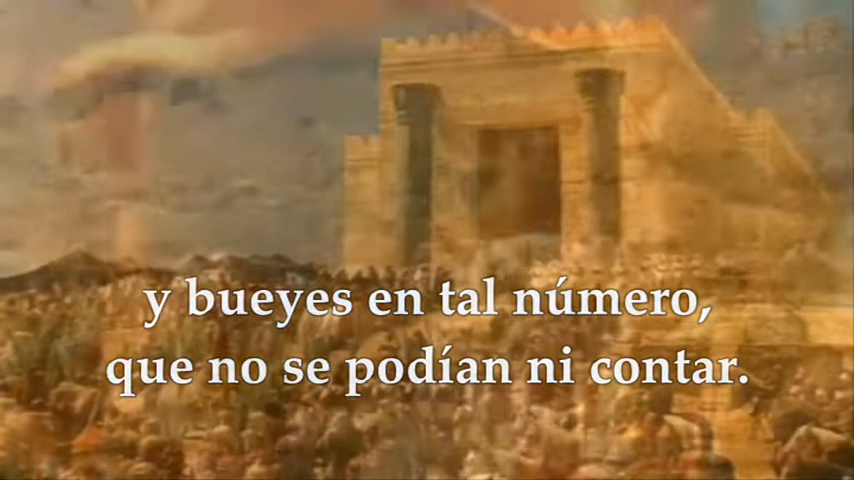 y bueyes en tal número,
que no se podían ni contar.